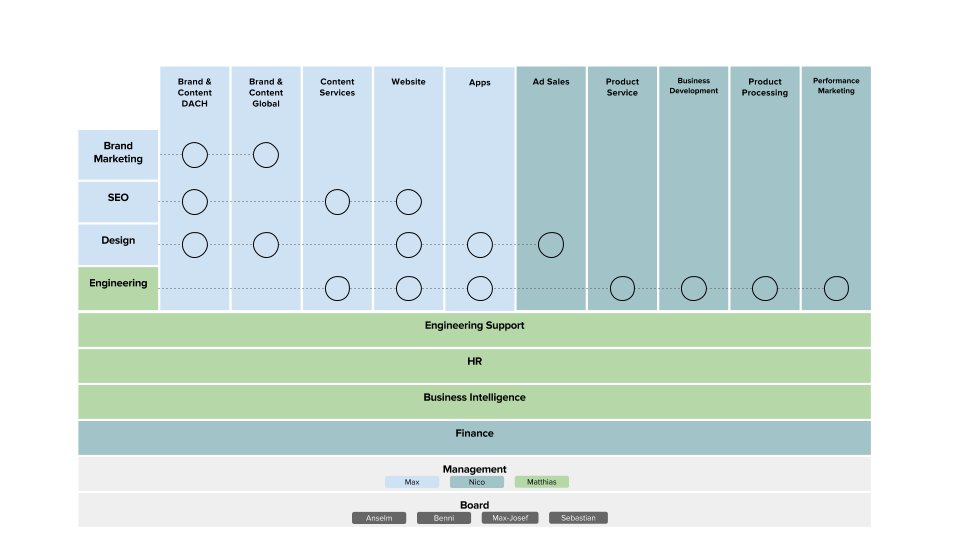 Brand &
Content
DACH
Brand &
Content
Global
Content
Services
Website
Apps
Ad Sales
Product
Service
Business
Development
Product
Processing
Performance
Marketing
Brand
Marketing
SEO
Design
Engineering
Engineering Support
HR
Business Intelligence
Finance
Management
Max
Nico
Matthias
Board
Anselm
Benni
Max-Josef
Sebastian